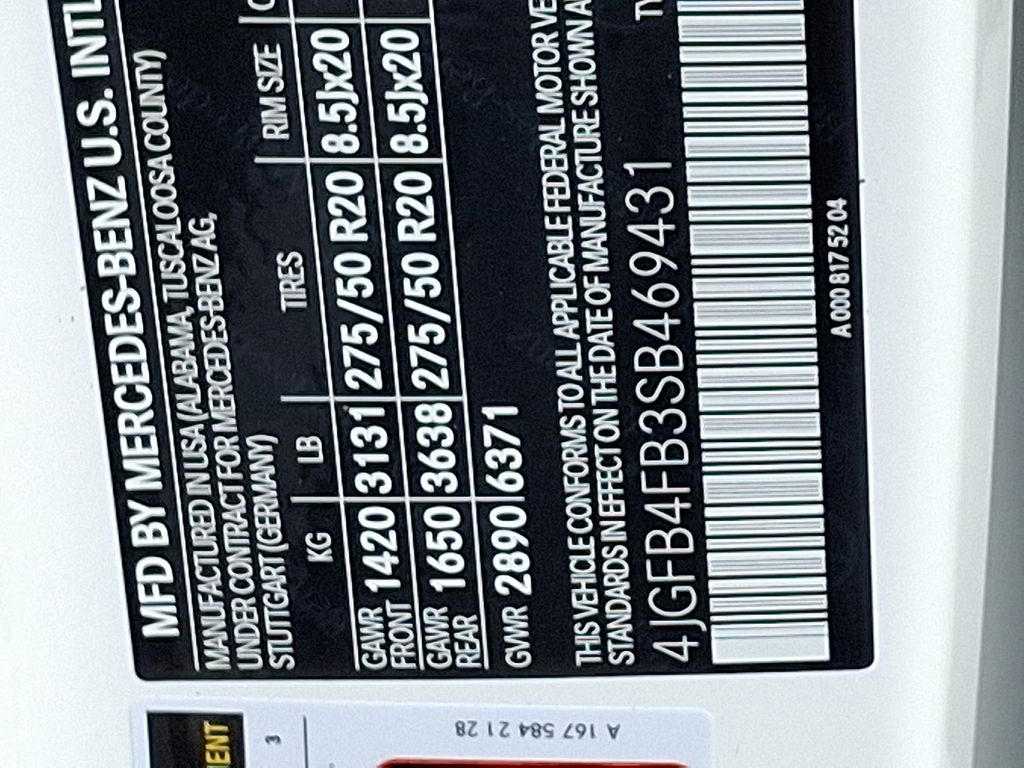 MFD BY MERCEDES-BENZ U.S. INTL
MANUFACTURED IN USA (ALABAMA, TUSCALOOSA COUNTY)
UNDER CONTRACT FOR MERCEDES-BENZ AG,
STUTTGART (GERMANY)
KG LB TIRES RIM SIZE
GAWR FRONT 1420 3131 275/50 R20 8.5Jx20
GAWR REAR 1650 3638 275/50 R20 8.5Jx20
GVWR 2890 6371
THIS VEHICLE CONFORMS TO ALL APPLICABLE FEDERAL MOTOR VE
STANDARDS IN EFFECT ON THE DATE OF MANUFACTURE SHOWN A
4JGFB4FB3SB469431
A 000 817 52 04
A 167 584 21 28
3